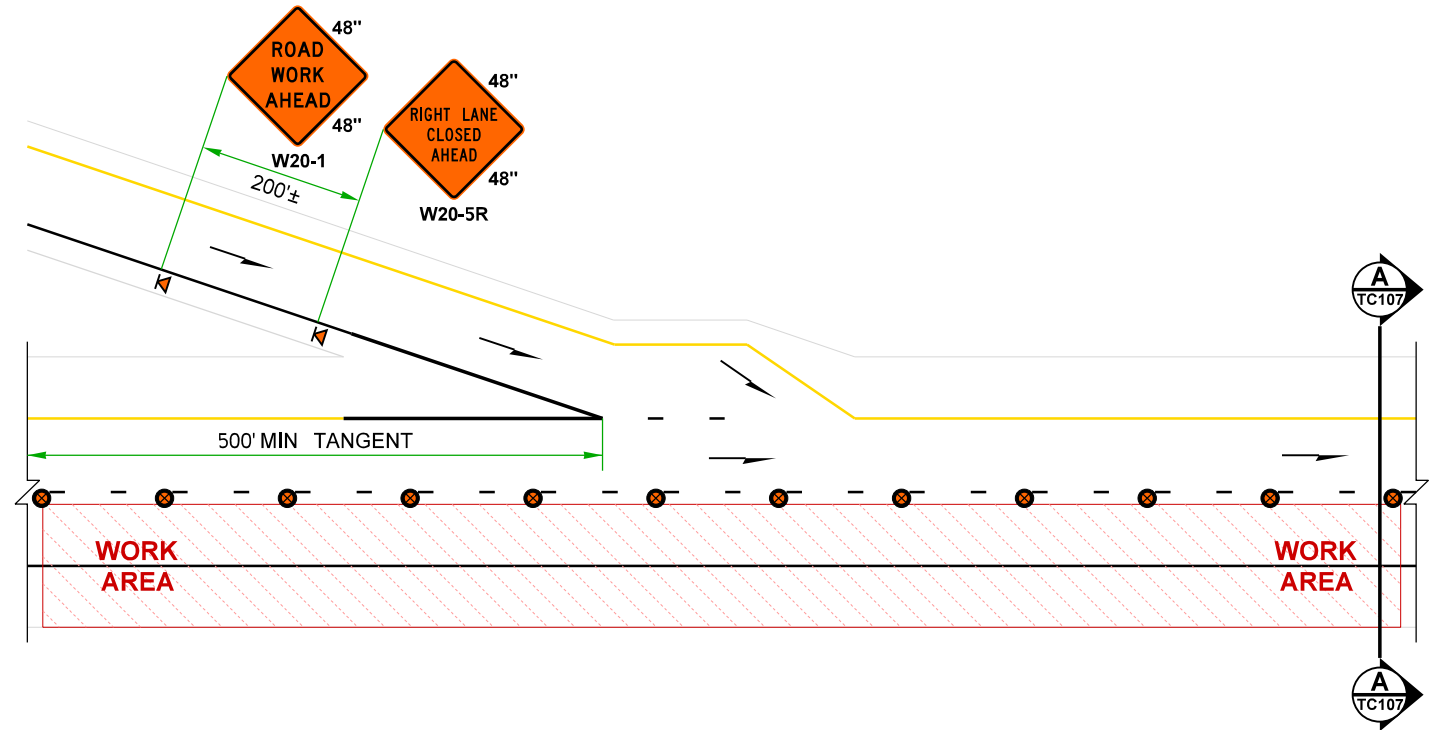 ROAD
WORK
AHEAD
48"
48"
W20-1
RIGHT LANE
CLOSED
AHEAD
48"
48"
W20-5R
200'±
A
TC107
500' MIN TANGENT
WORK
AREA
WORK
AREA
A
TC107